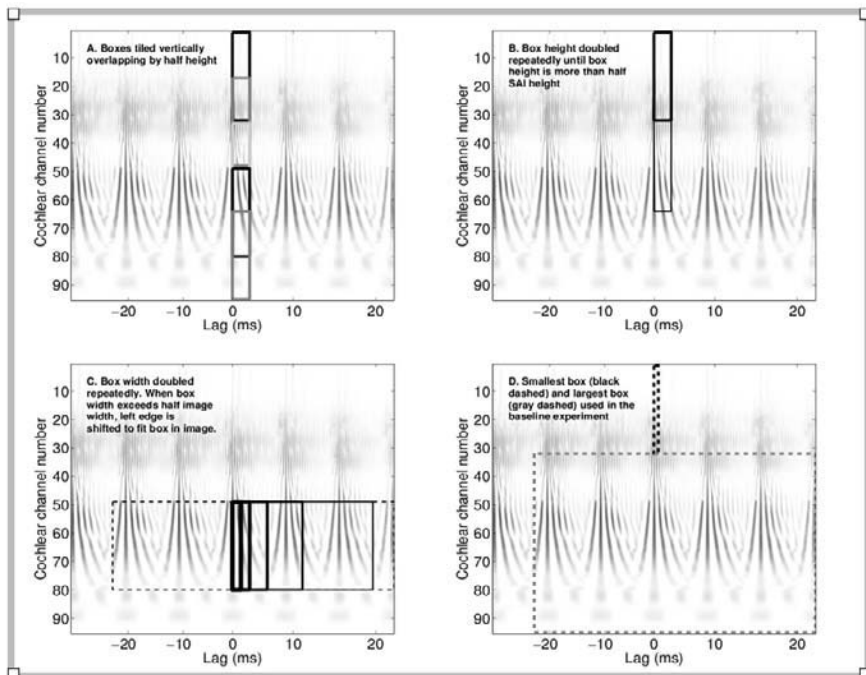 A. Boxes tiled vertically
overlapping by half height
10
20
30
40
50
60
70
80
90
Cochlear channel number
−20
−10
0
10
20
Lag (ms)
B. Box height doubled
repeatedly until box
height is more than half
SAI height
10
20
30
40
50
60
70
80
90
Cochlear channel number
−20
−10
0
10
20
Lag (ms)
C. Box width doubled
repeatedly. When box
width exceeds half image
width, left edge is
shifted to fit box in image.
10
20
30
40
50
60
70
80
90
Cochlear channel number
−20
−10
0
10
20
Lag (ms)
D. Smallest box (black
dashed) and largest box
(gray dashed) used in the
baseline experiment
10
20
30
40
50
60
70
80
90
Cochlear channel number
−20
−10
0
10
20
Lag (ms)